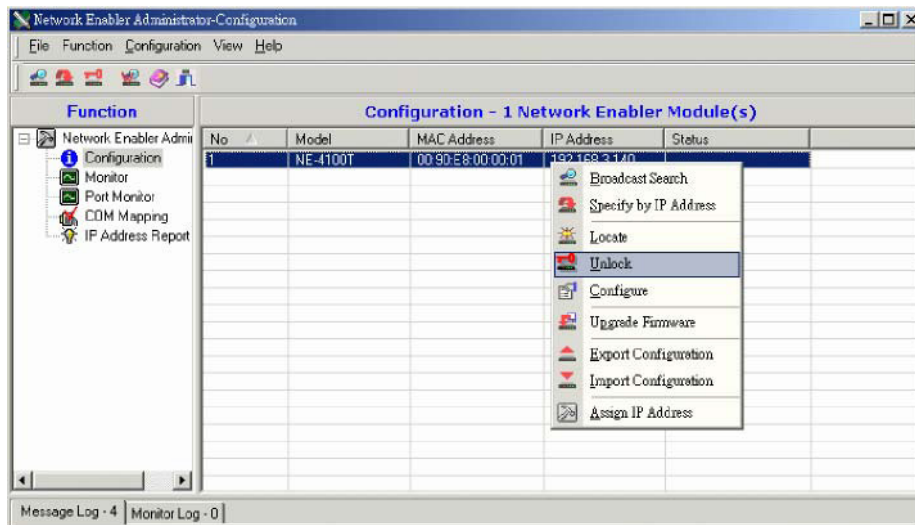 Network Enabler Administrator-Configuration
File Function Configuration View Help
Function
Configuration - 1 Network Enabler Module(s)
Network Enabler Admi
Configuration
Monitor
Port Monitor
COM Mapping
IP Address Report
No Model MAC Address IP Address Status
1 NE-4100T 00:90:E8:00:00:01 192.168.3.140
Broadcast Search
Specify by IP Address
Locate
Unlock
Configure
Upgrade Firmware
Export Configuration
Import Configuration
Assign IP Address
Message Log - 4 Monitor Log - 0